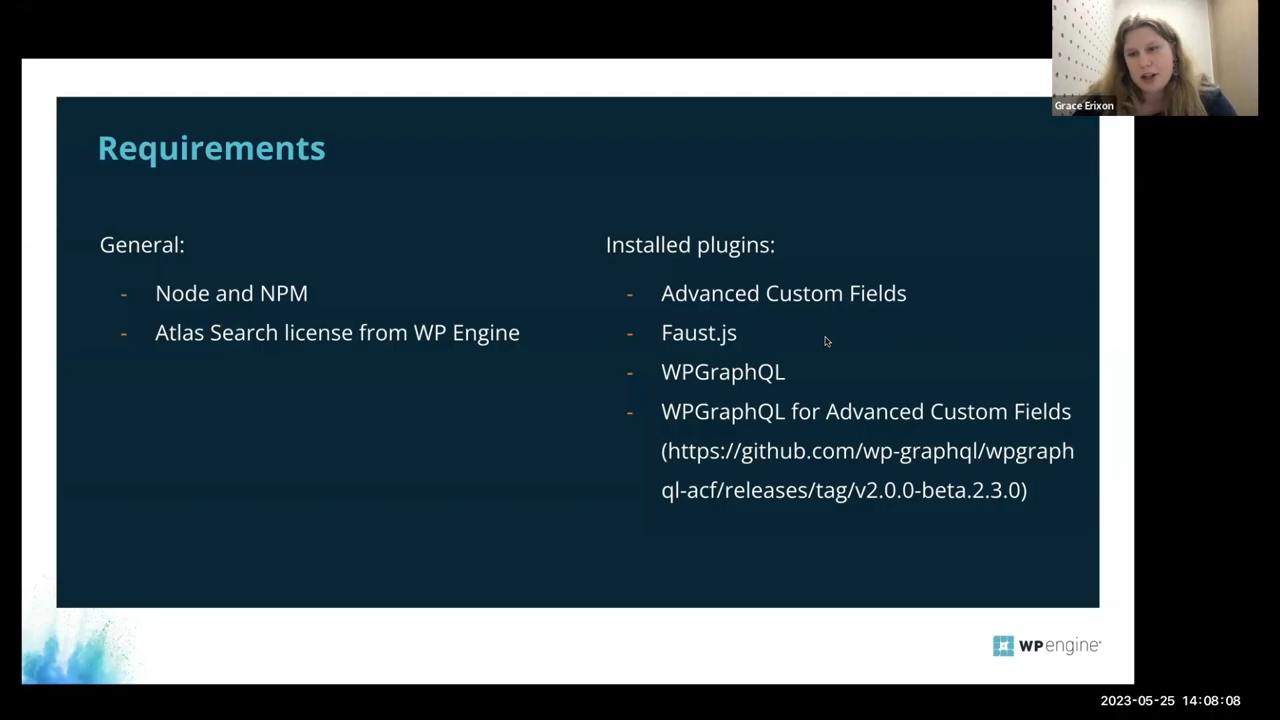 Grace Erixon
Requirements
General:
- Node and NPM
- Atlas Search license from WP Engine
Installed plugins:
- Advanced Custom Fields
- Faust.js
- WPGraphQL
- WPGraphQL for Advanced Custom Fields
(https://github.com/wp-graphql/wpgraph
ql-acf/releases/tag/v2.0.0-beta.2.3.0)
WP engine
2023-05-25 14:08:08